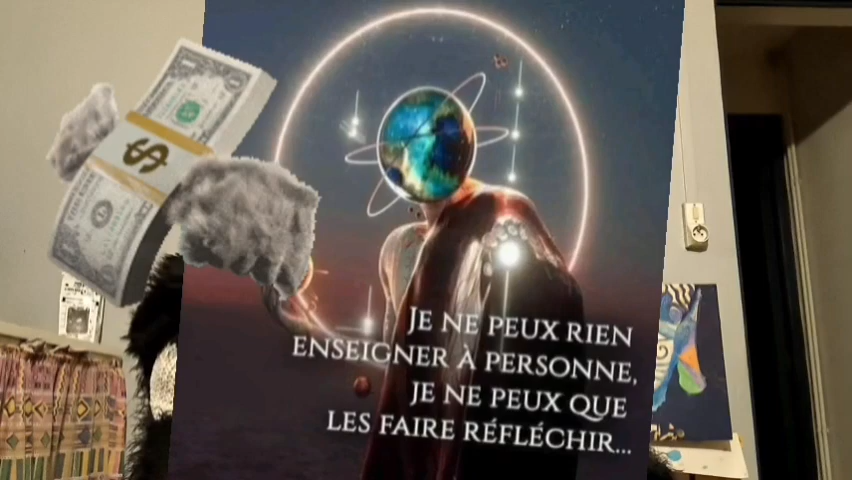 $
JE NE PEUX RIEN
ENSEIGNER À PERSONNE,
JE NE PEUX QUE
LES FAIRE RÉFLÉCHIR...